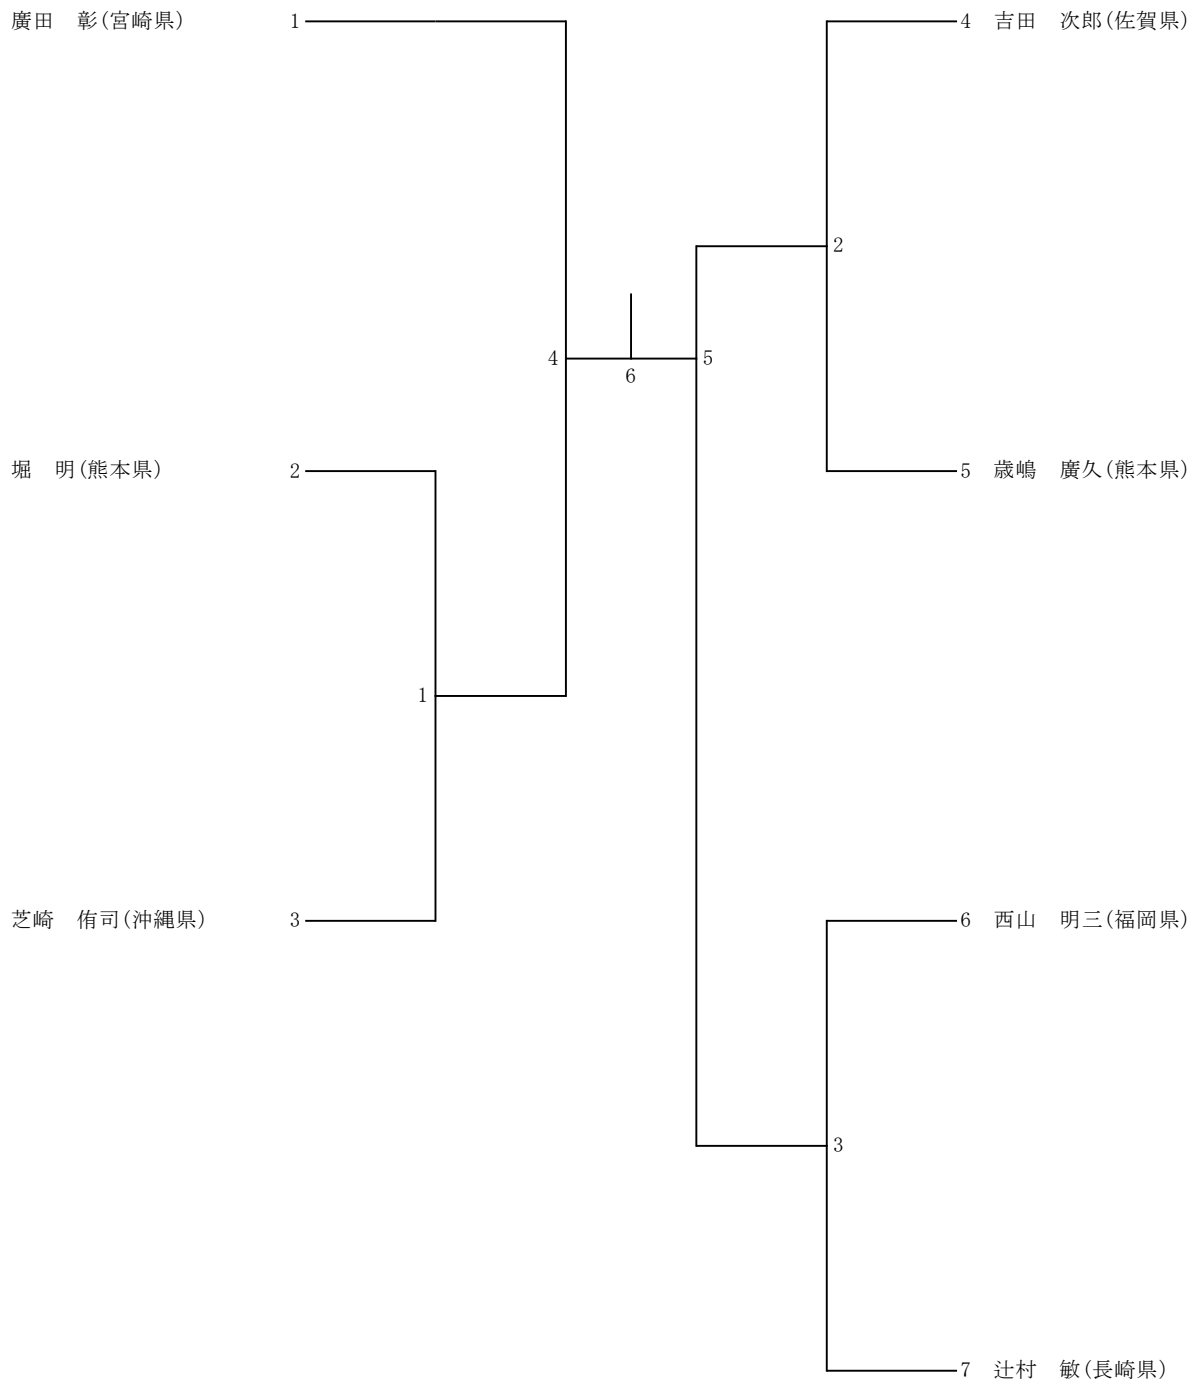 廣田　彰(宮崎県)　1
4　吉田　次郎(佐賀県)
2
4
5
6
堀　明(熊本県)　2
5　歳嶋　廣久(熊本県)
1
芝崎　侑司(沖縄県)　3
6　西山　明三(福岡県)
3
7　辻村　敏(長崎県)